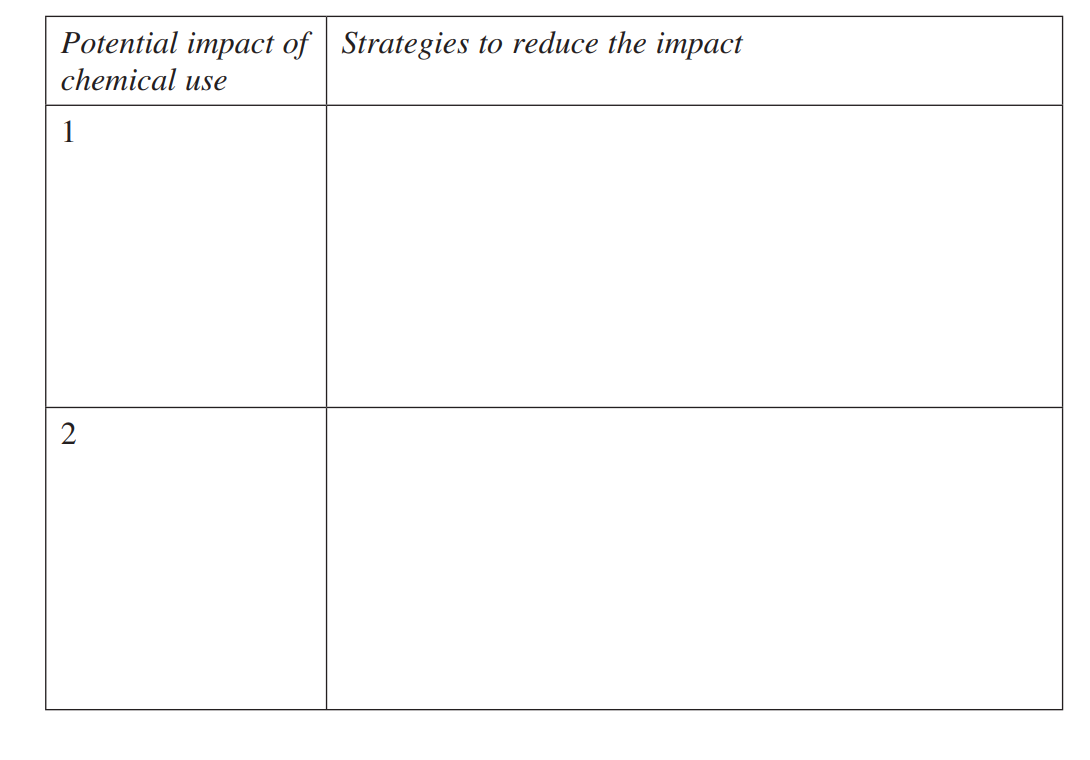 Potential impact of
chemical use
Strategies to reduce the impact
1
2